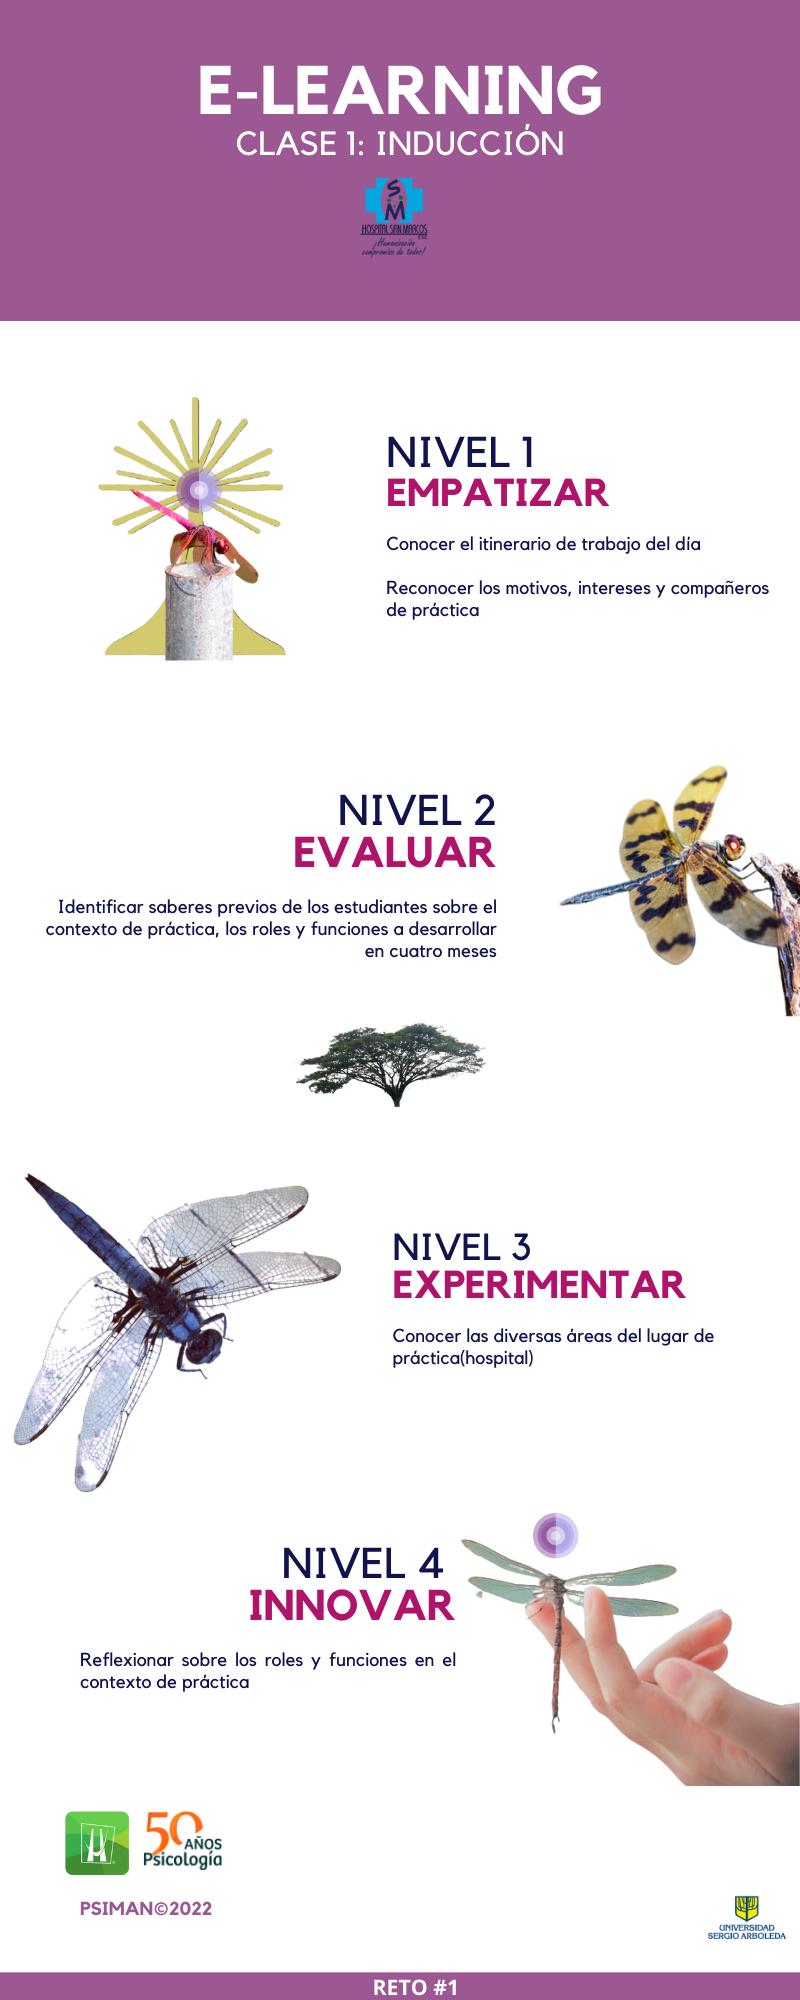 E-LEARNING
CLASE 1: INDUCCIÓN
S
M
HOSPITAL SAN MARCOS
¡Humanización
compromiso de todos!
NIVEL 1
EMPATIZAR
Conocer el itinerario de trabajo del día
Reconocer los motivos, intereses y compañeros
de práctica
NIVEL 2
EVALUAR
Identificar saberes previos de los estudiantes sobre el
contexto de práctica, los roles y funciones a desarrollar
en cuatro meses
NIVEL 3
EXPERIMENTAR
Conocer las diversas áreas del lugar de
práctica(hospital)
NIVEL 4
INNOVAR
Reflexionar sobre los roles y funciones en el
contexto de práctica
50
AÑOS
Psicología
PSIMAN©2022
UNIVERSIDAD
SERGIO ARBOLEDA
RETO #1